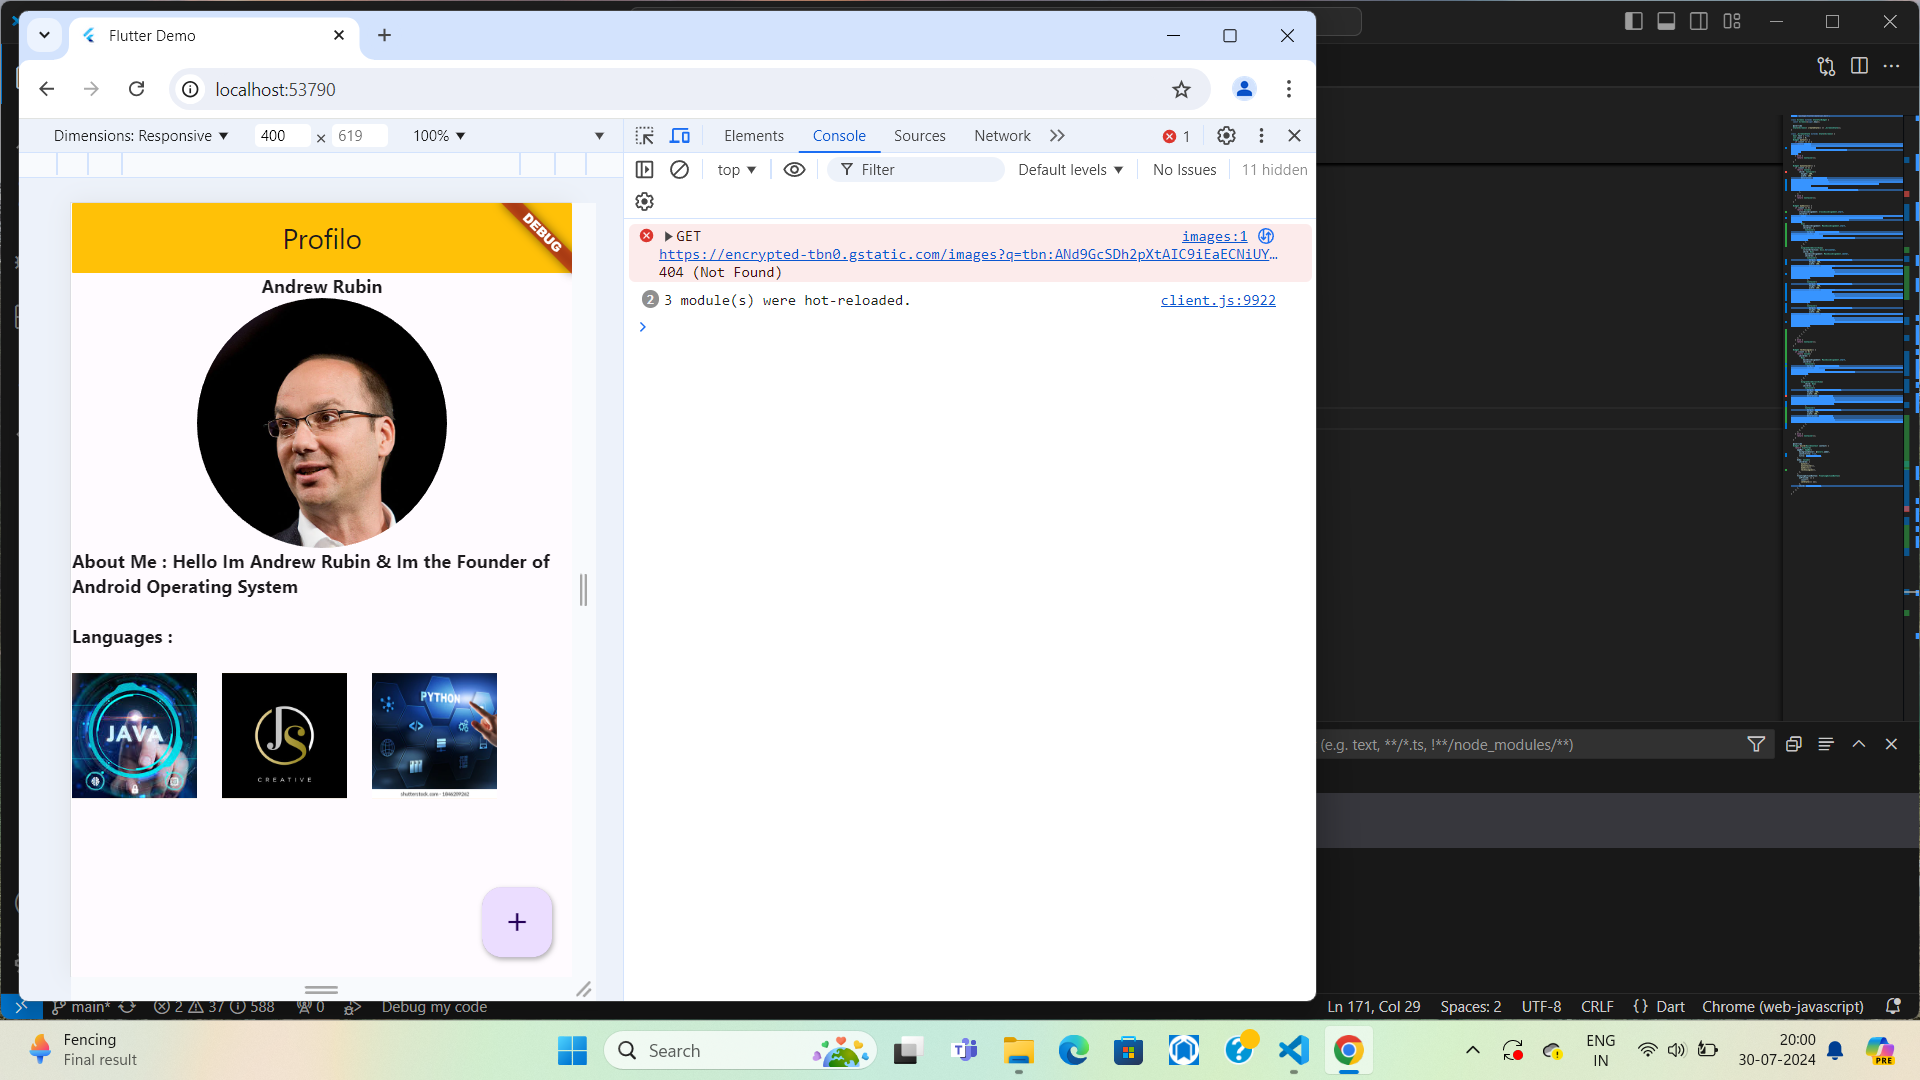 Flutter Demo
localhost:53790
Dimensions: Responsive 400 × 619 100%
Elements Console Sources Network 1
top Filter Default levels No Issues 11 hidden
GET images:1
https://encrypted-tbn0.gstatic.com/images?q=tbn:ANd9GcSDh2pXtAIC9iEaECNiUY…
404 (Not Found)
2 3 module(s) were hot-reloaded. client.js:9922
Profilo
DEBUG
Andrew Rubin
About Me : Hello Im Andrew Rubin & Im the Founder of
Android Operating System
Languages :
JAVA
JS
CREATIVE
PYTHON
(e.g. text, **/*.ts, !**/node_modules/**)
main* 2 37 588 0 Debug my code
Ln 171, Col 29 Spaces: 2 UTF-8 CRLF {} Dart Chrome (web-javascript)
Fencing
Final result
Search
PRE
ENG
IN
20:00
30-07-2024